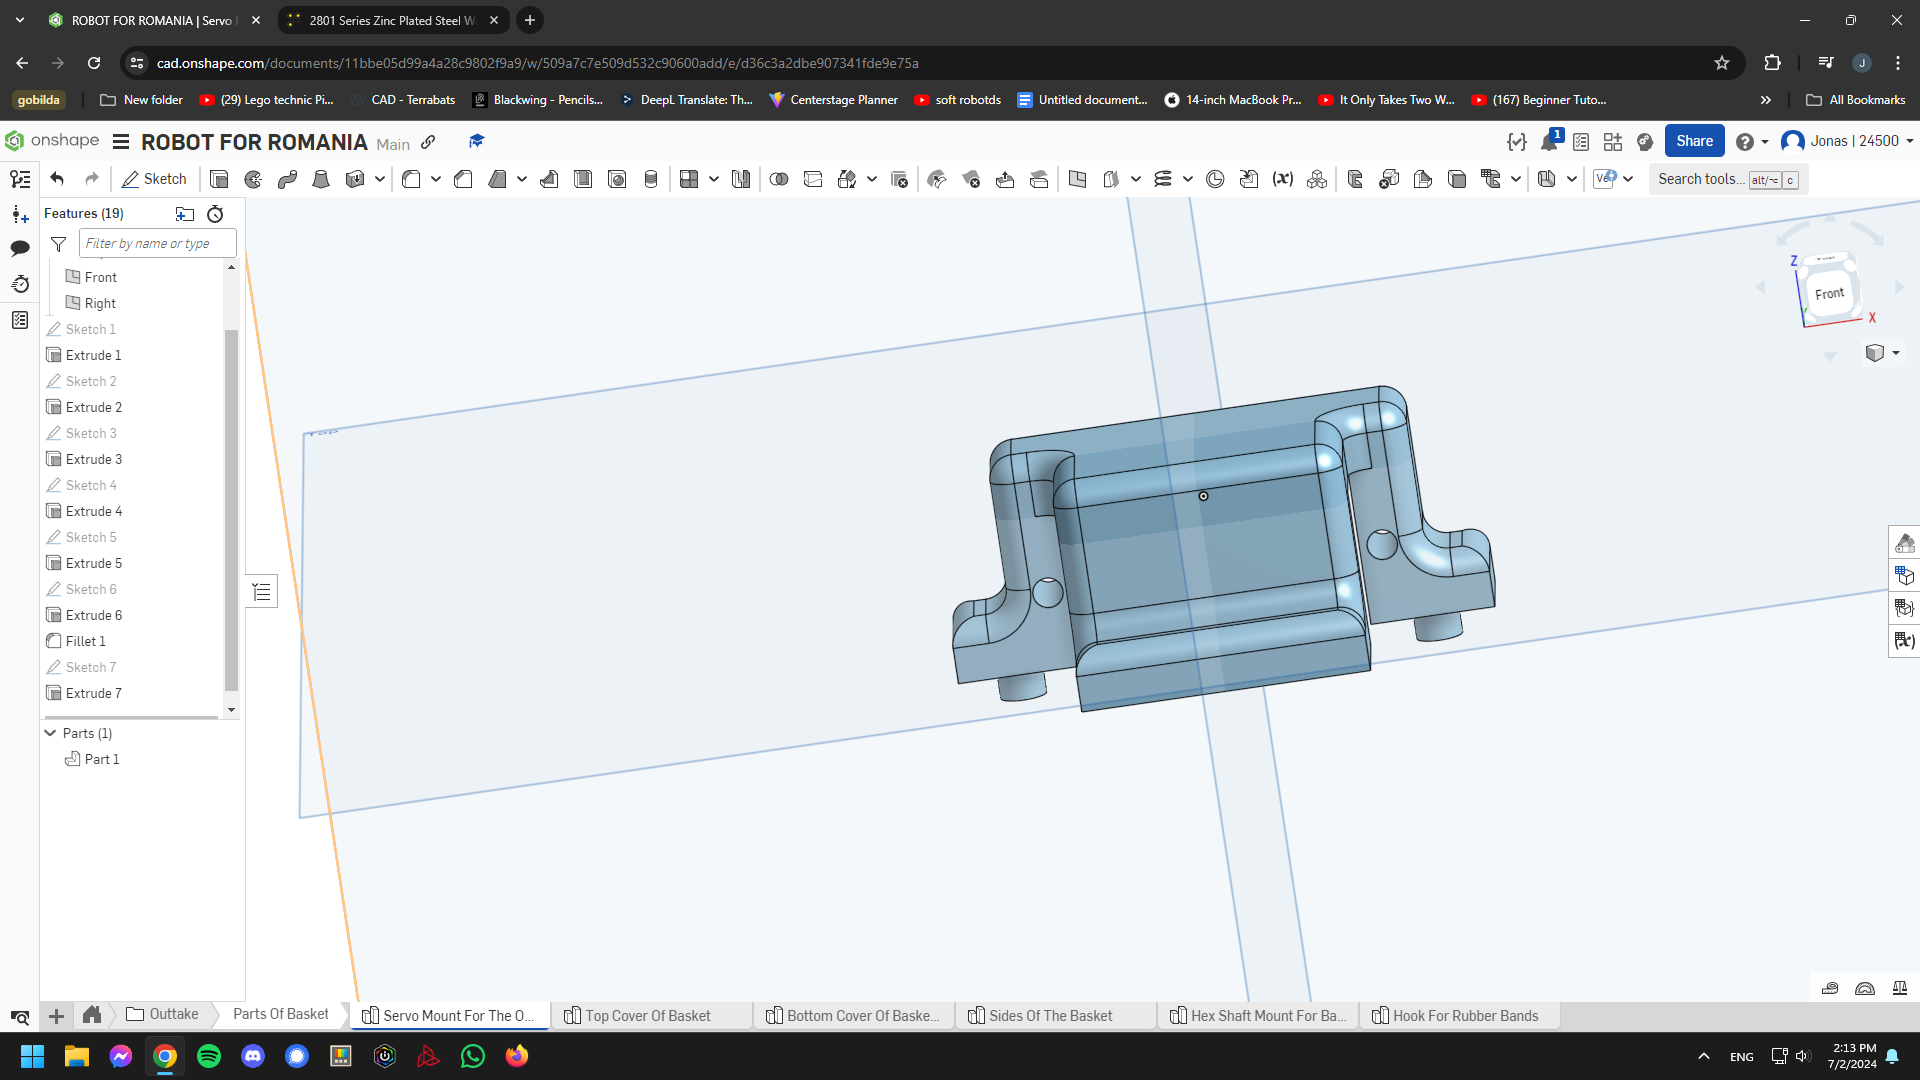 ROBOT FOR ROMANIA | Servo
2801 Series Zinc Plated Steel W
cad.onshape.com/documents/11bbe05d99a4a28c9802f9a9/w/509a7c7e509d532c90600add/e/d36c3a2dbe907341fde9e75a
J
gobilda
New folder
(29) Lego technic Pi...
CAD - Terrabats
Blackwing - Pencils...
DeepL Translate: Th...
Centerstage Planner
soft robotds
Untitled document...
14-inch MacBook Pr...
It Only Takes Two W...
(167) Beginner Tuto...
All Bookmarks
onshape
ROBOT FOR ROMANIA
Main
1
Share
Jonas | 24500
Sketch
Search tools...
alt/⌥
c
Features (19)
Filter by name or type
Front
Right
Sketch 1
Extrude 1
Sketch 2
Extrude 2
Sketch 3
Extrude 3
Sketch 4
Extrude 4
Sketch 5
Extrude 5
Sketch 6
Extrude 6
Fillet 1
Sketch 7
Extrude 7
Parts (1)
Part 1
Top
Z
Top
Front
X
Outtake
Parts Of Basket
Servo Mount For The O...
Top Cover Of Basket
Bottom Cover Of Baske...
Sides Of The Basket
Hex Shaft Mount For Ba...
Hook For Rubber Bands
ENG
2:13 PM
7/2/2024